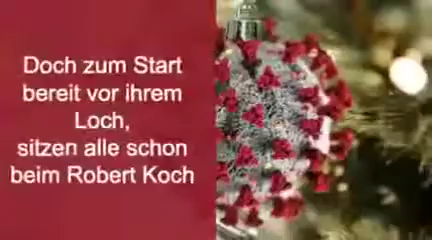 Doch zum Start
bereit vor ihrem
Loch,
sitzen alle schon
beim Robert Koch